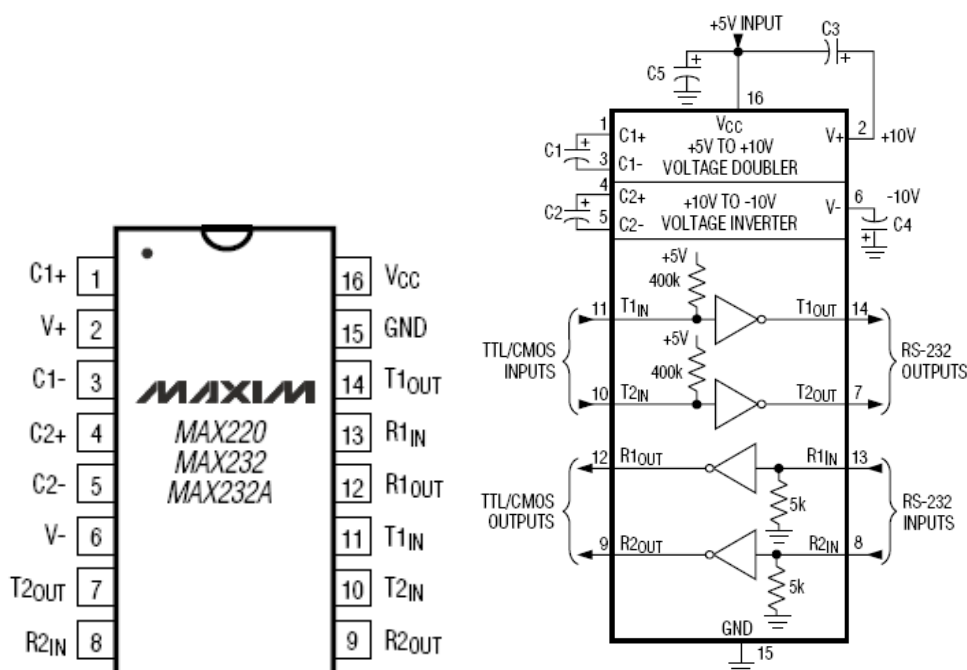 C1+ 1
V+ 2
C1- 3
C2+ 4
C2- 5
V- 6
T2OUT 7
R2IN 8
MAXIM
MAX220
MAX232
MAX232A
16 VCC
15 GND
14 T1OUT
13 R1IN
12 R1OUT
11 T1IN
10 T2IN
9 R2OUT
+5V INPUT
C3
+
C5
+
16
VCC
1
C1+
C1
+
3
C1-
+5V TO +10V
VOLTAGE DOUBLER
V+
2
+10V
4
C2+
C2
+
5
C2-
+10V TO -10V
VOLTAGE INVERTER
V-
6
-10V
C4
+
+5V
400k
11 T1IN
T1OUT 14
TTL/CMOS
INPUTS
+5V
400k
RS-232
OUTPUTS
10 T2IN
T2OUT 7
12 R1OUT
R1IN 13
TTL/CMOS
OUTPUTS
5k
RS-232
INPUTS
9 R2OUT
R2IN 8
5k
GND
15